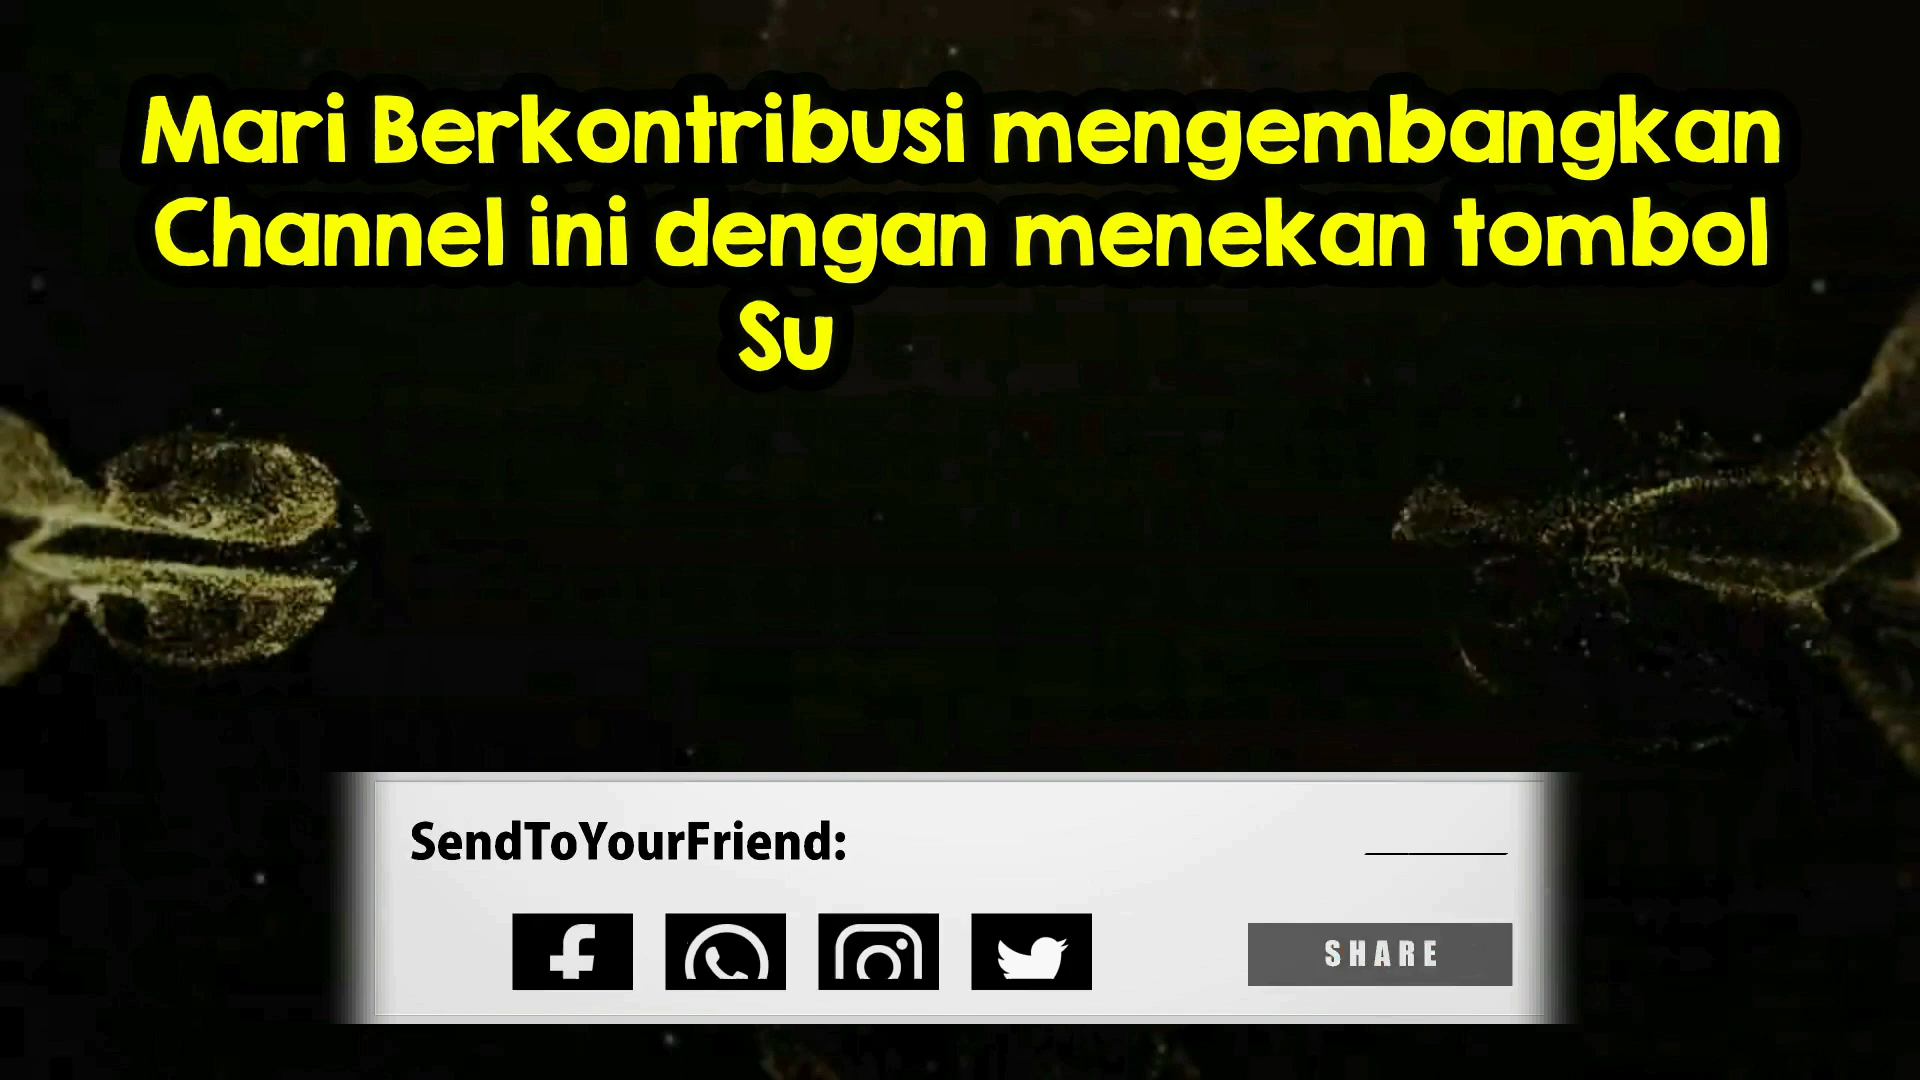 Mari Berkontribusi mengembangkan
Channel ini dengan menekan tombol
Su
SendToYourFriend:
SHARE